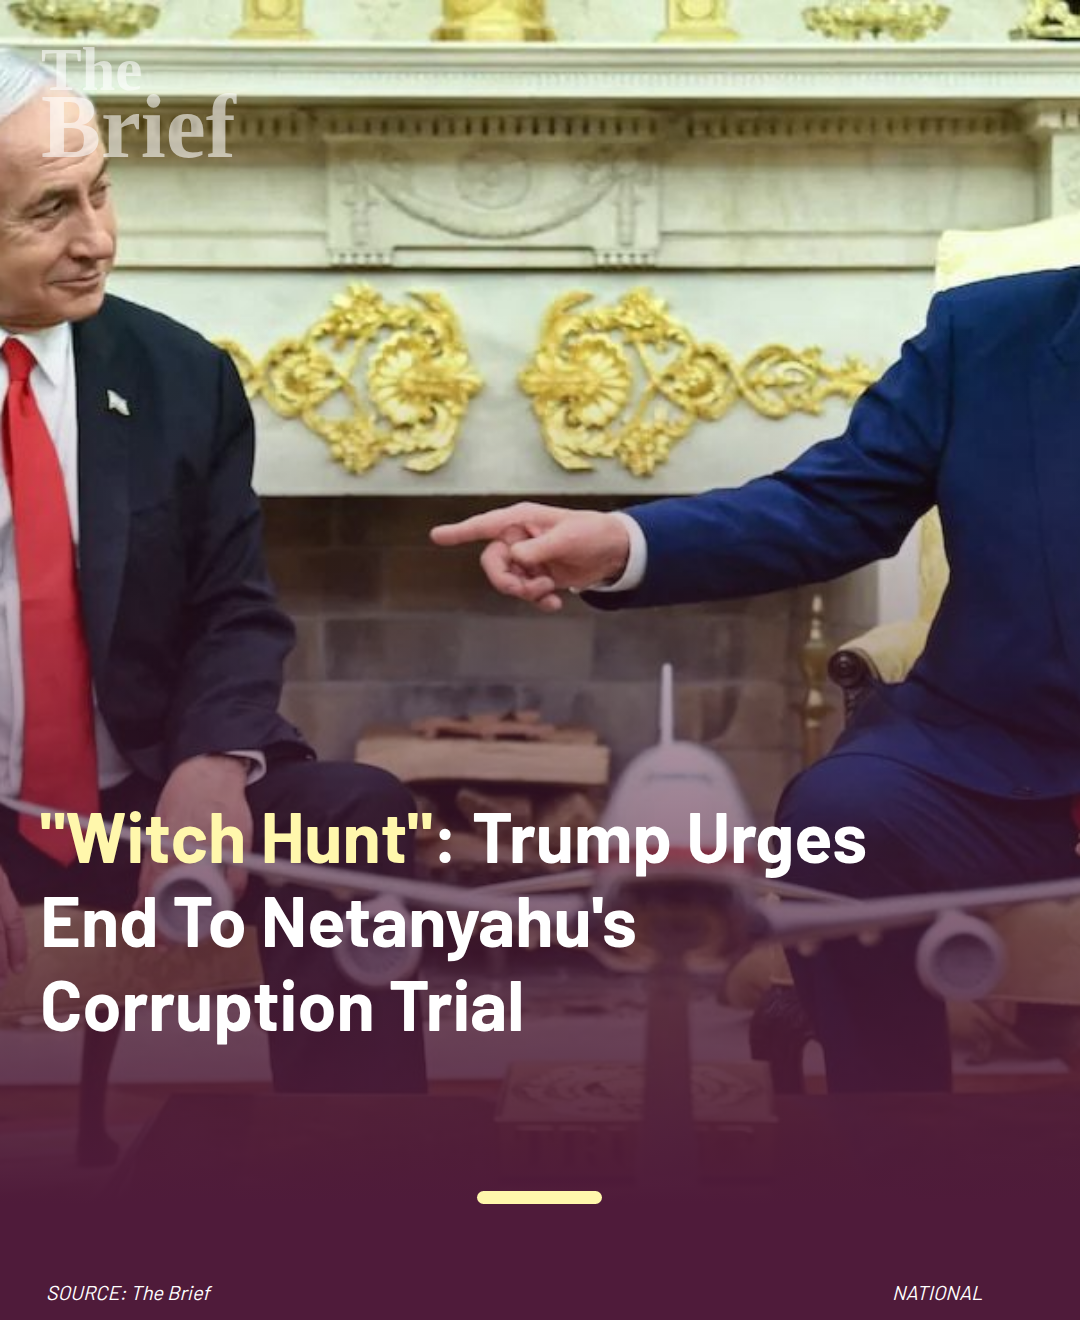 The
Brief
"Witch Hunt": Trump Urges
End To Netanyahu's
Corruption Trial
SOURCE: The Brief
NATIONAL